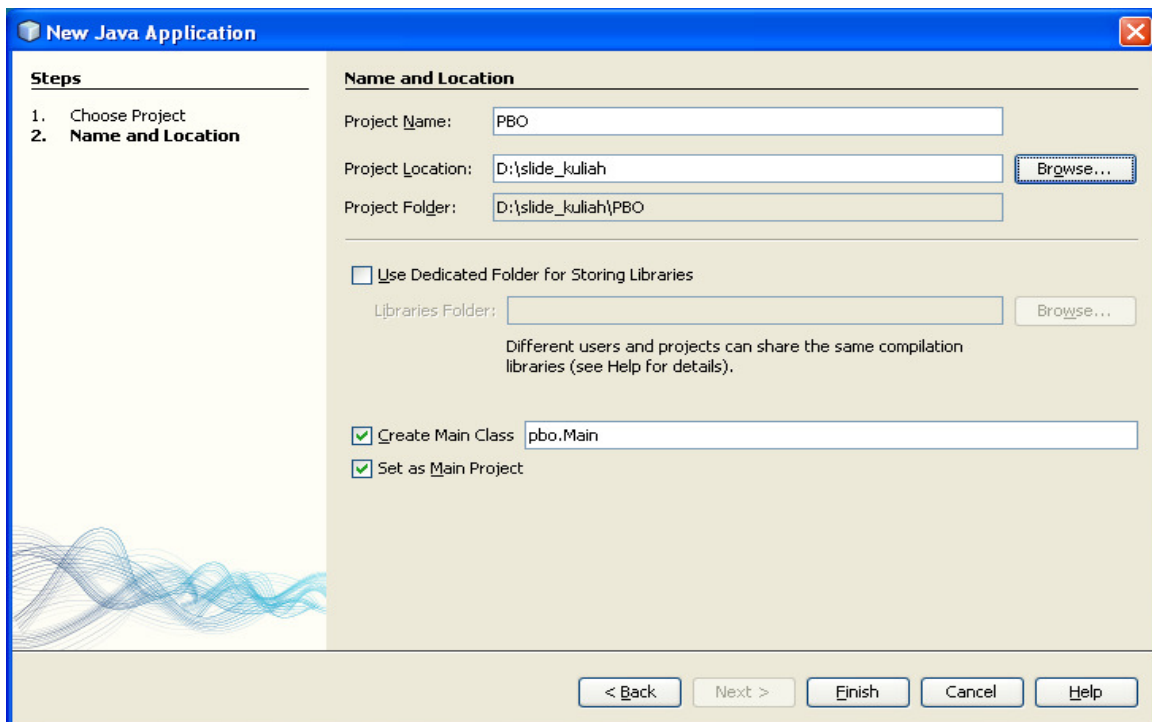 New Java Application
Steps
1. Choose Project
2. Name and Location
Name and Location
Project Name: PBO
Project Location: D:\slide_kuliah Browse...
Project Folder: D:\slide_kuliah\PBO
Use Dedicated Folder for Storing Libraries
Libraries Folder: Browse...
Different users and projects can share the same compilation
libraries (see Help for details).
Create Main Class pbo.Main
Set as Main Project
< Back Next > Finish Cancel Help